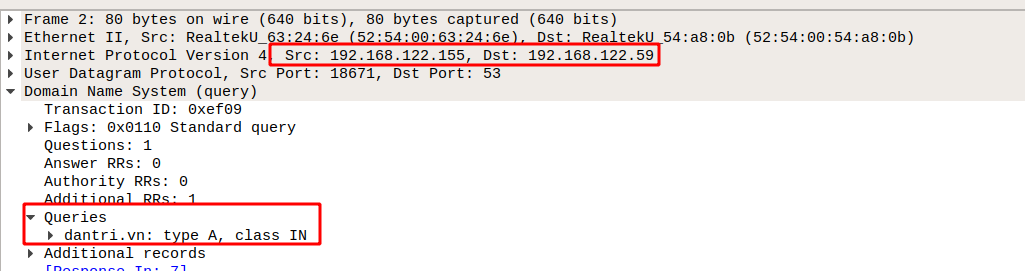 Frame 2: 80 bytes on wire (640 bits), 80 bytes captured (640 bits)
Ethernet II, Src: RealtekU_63:24:6e (52:54:00:63:24:6e), Dst: RealtekU_54:a8:0b (52:54:00:54:a8:0b)
Internet Protocol Version 4, Src: 192.168.122.155, Dst: 192.168.122.59
User Datagram Protocol, Src Port: 18671, Dst Port: 53
Domain Name System (query)
Transaction ID: 0xef09
Flags: 0x0110 Standard query
Questions: 1
Answer RRs: 0
Authority RRs: 0
Additional RRs: 1
Queries
dantri.vn: type A, class IN
Additional records
[Response In: 7]